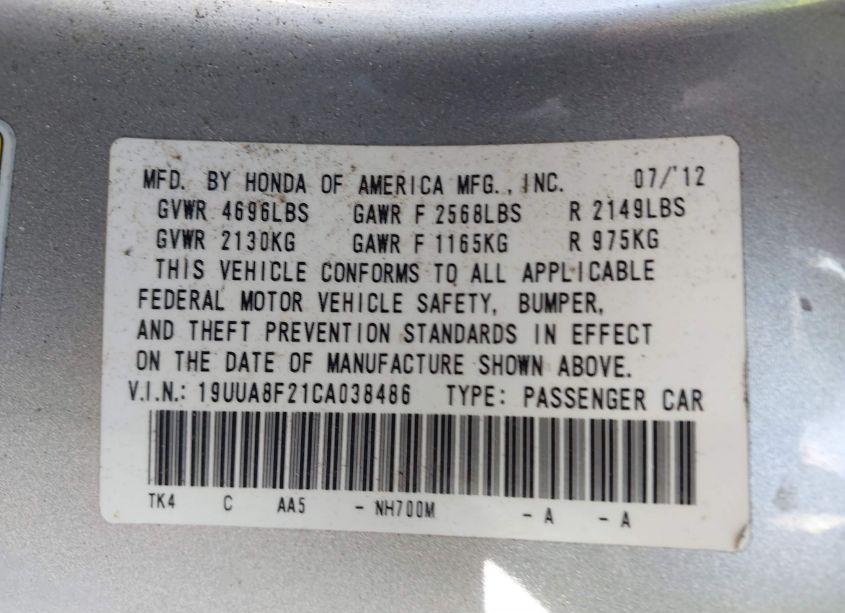 MFD. BY HONDA OF AMERICA MFG., INC. 07/'12
GVWR 4696LBS GAWR F 2568LBS R 2149LBS
GVWR 2130KG GAWR F 1165KG R 975KG
THIS VEHICLE CONFORMS TO ALL APPLICABLE
FEDERAL MOTOR VEHICLE SAFETY, BUMPER,
AND THEFT PREVENTION STANDARDS IN EFFECT
ON THE DATE OF MANUFACTURE SHOWN ABOVE.
V.I.N.: 19UUA8F21CA038486 TYPE: PASSENGER CAR
TK4 C AA5 - NH700M - A - A